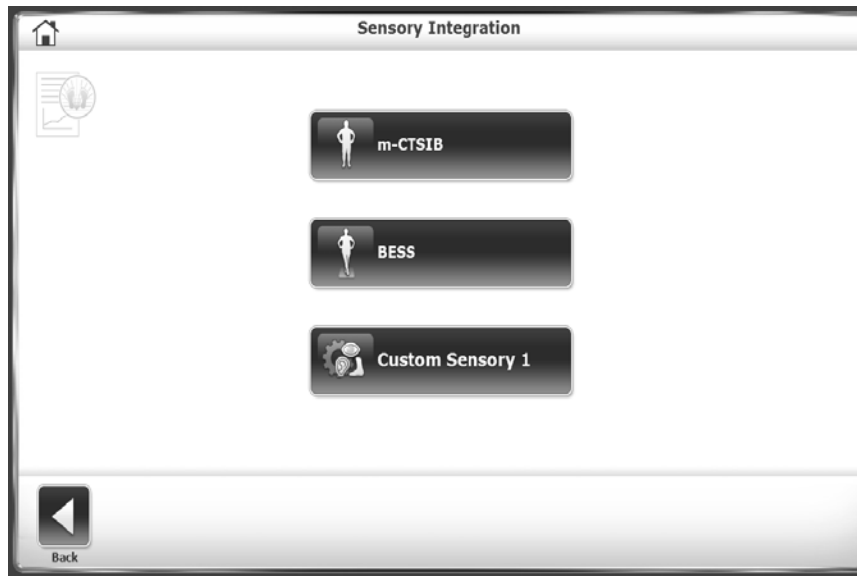 Sensory Integration
m-CTSIB
BESS
Custom Sensory 1
Back